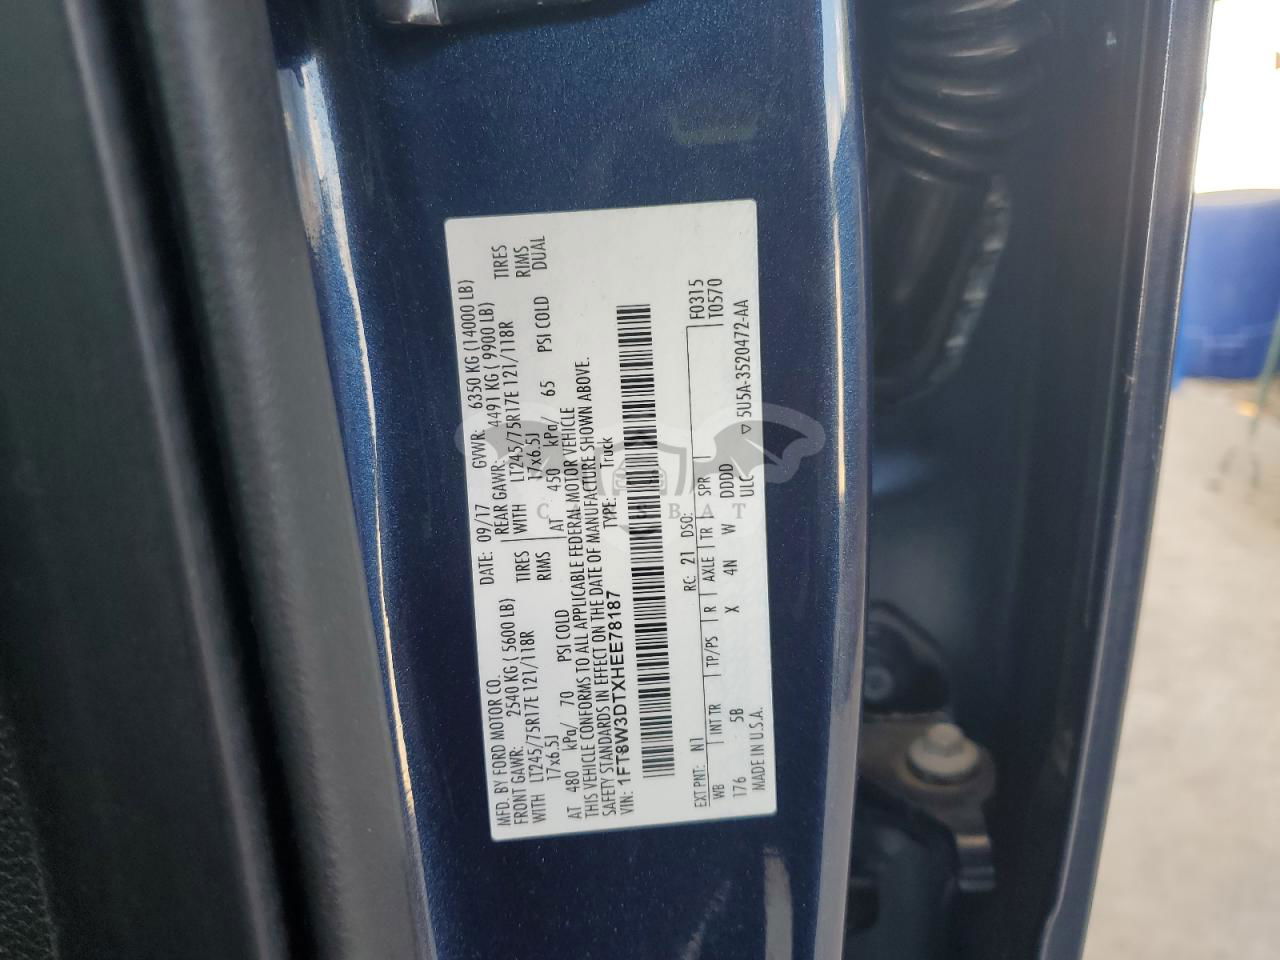 MFD. BY FORD MOTOR CO.
DATE: 09/17 GVWR: 6350 KG (14000 LB)
FRONT GAWR: 2540 KG ( 5600 LB)
REAR GAWR: 4491 KG ( 9900 LB)
WITH LT245/75R17E 121/118R TIRES
WITH LT245/75R17E 121/118R TIRES
17x6.5J RIMS
17x6.5J RIMS
AT 480 kPa/ 70 PSI COLD
AT 450 kPa/ 65 PSI COLD DUAL
THIS VEHICLE CONFORMS TO ALL APPLICABLE FEDERAL MOTOR VEHICLE
SAFETY STANDARDS IN EFFECT ON THE DATE OF MANUFACTURE SHOWN ABOVE.
VIN: 1FT8W3DTXHEE78187 TYPE: Truck
EXT PNT: N1 RC: 21 DSO: F0315
WB INT TR TP/PS R AXLE TR SPR T0570
176 5B X 4N W DDDD
ULC
MADE IN U.S.A. ▽5U5A-3520472-AA